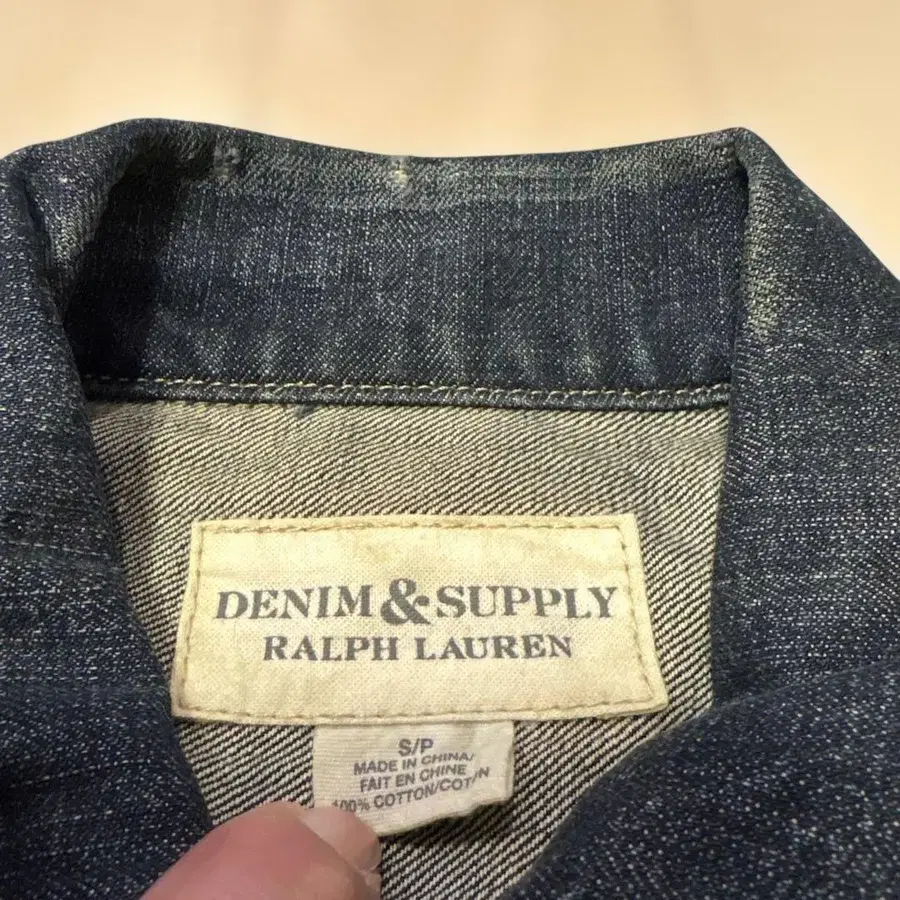 DENIM & SUPPLY
RALPH LAUREN
S/P
MADE IN CHINA/
FAIT EN CHINE
100% COTTON/COTON